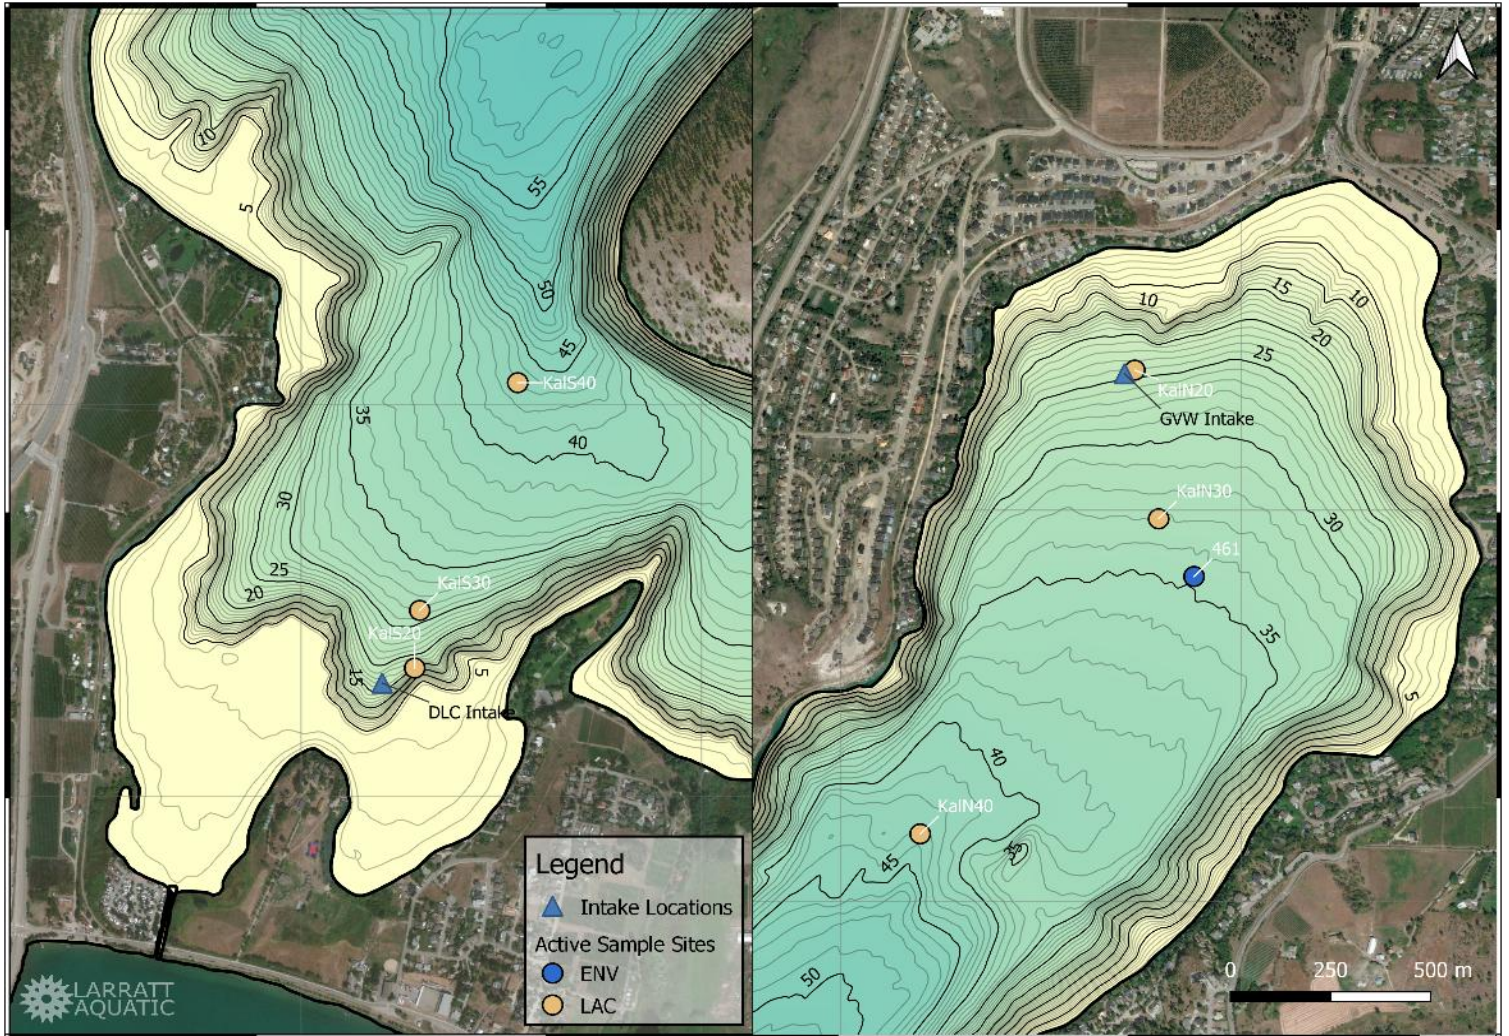 10
5
55
50
45
KalS40
35
40
30
25
20
KalS30
KalS20
15
5
DLC Intake
Legend
Intake Locations
Active Sample Sites
ENV
LAC
LARRATT
AQUATIC
10
15
10
20
25
KalN20
GVW Intake
KalN30
30
461
35
5
40
KalN40
35
45
50
0 250 500 m